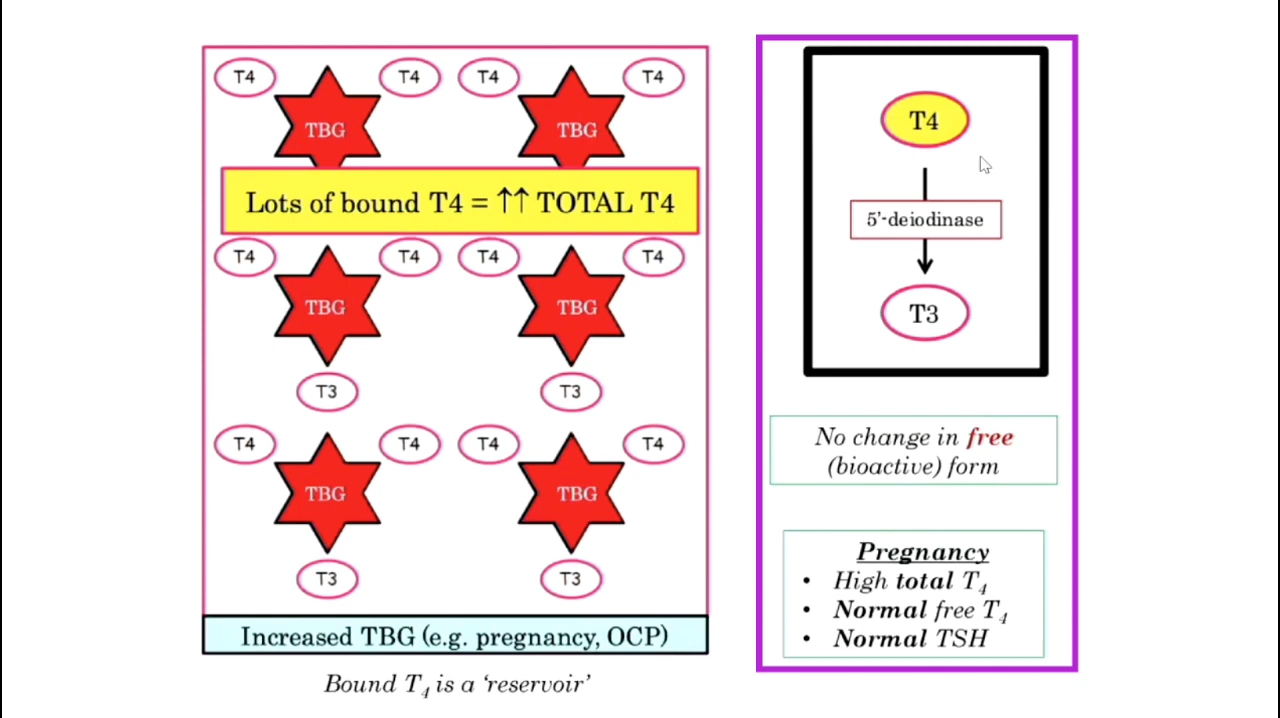 T4 T4 T4 T4
TBG TBG
Lots of bound T4 = ↑↑ TOTAL T4
T4 T4 T4 T4
TBG TBG
T3 T3
T4 T4 T4 T4
TBG TBG
T3 T3
Increased TBG (e.g. pregnancy, OCP)
Bound T₄ is a ‘reservoir’
T4
5’-deiodinase
T3
No change in free
(bioactive) form
Pregnancy
• High total T₄
• Normal free T₄
• Normal TSH